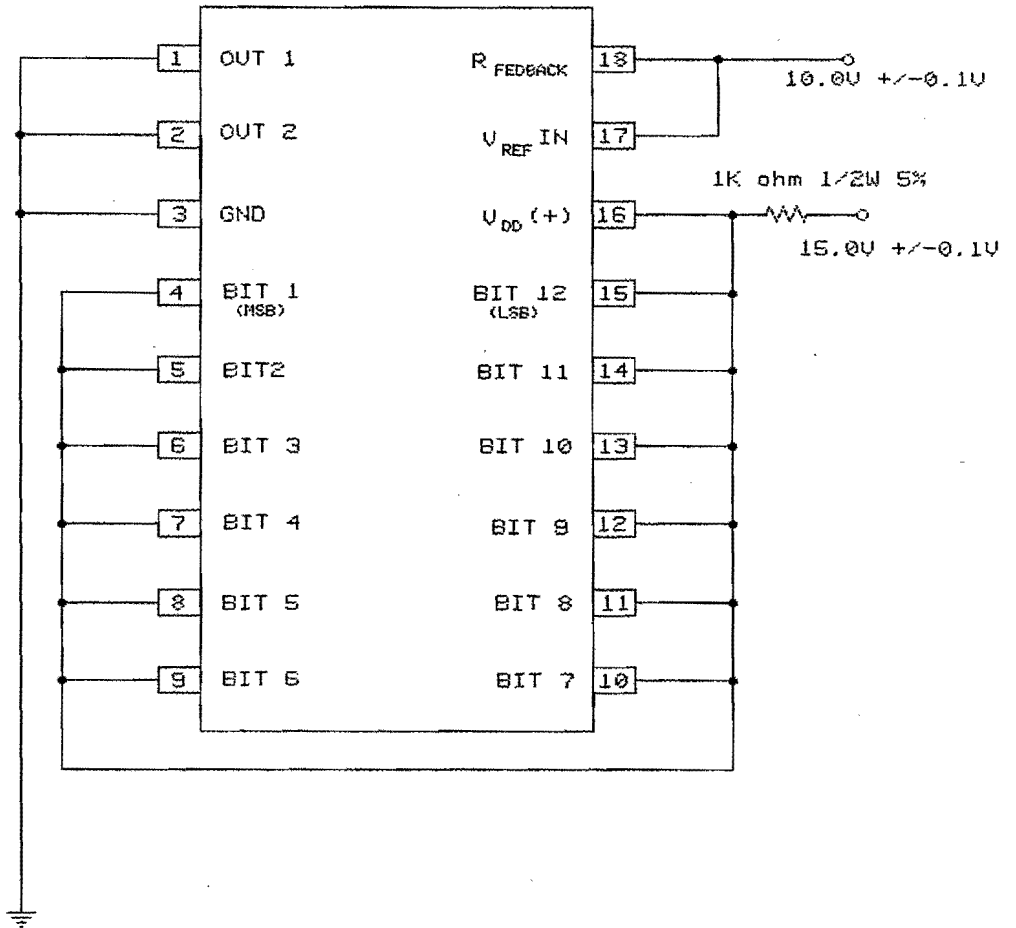 1 OUT 1
R FEDBACK 18
10.0V +/-0.1V
2 OUT 2
V REF IN 17
1K ohm 1/2W 5%
3 GND
V DD (+) 16
15.0V +/-0.1V
4 BIT 1
(MSB)
BIT 12 15
(LSB)
5 BIT2
BIT 11 14
6 BIT 3
BIT 10 13
7 BIT 4
BIT 9 12
8 BIT 5
BIT 8 11
9 BIT 6
BIT 7 10